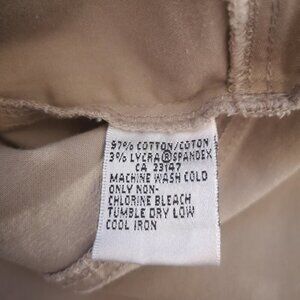 97% COTTON/COTON
3% LYCRA®SPANDEX
CA 23147
MACHINE WASH COLD
ONLY NON-
CHLORINE BLEACH
TUMBLE DRY LOW
COOL IRON